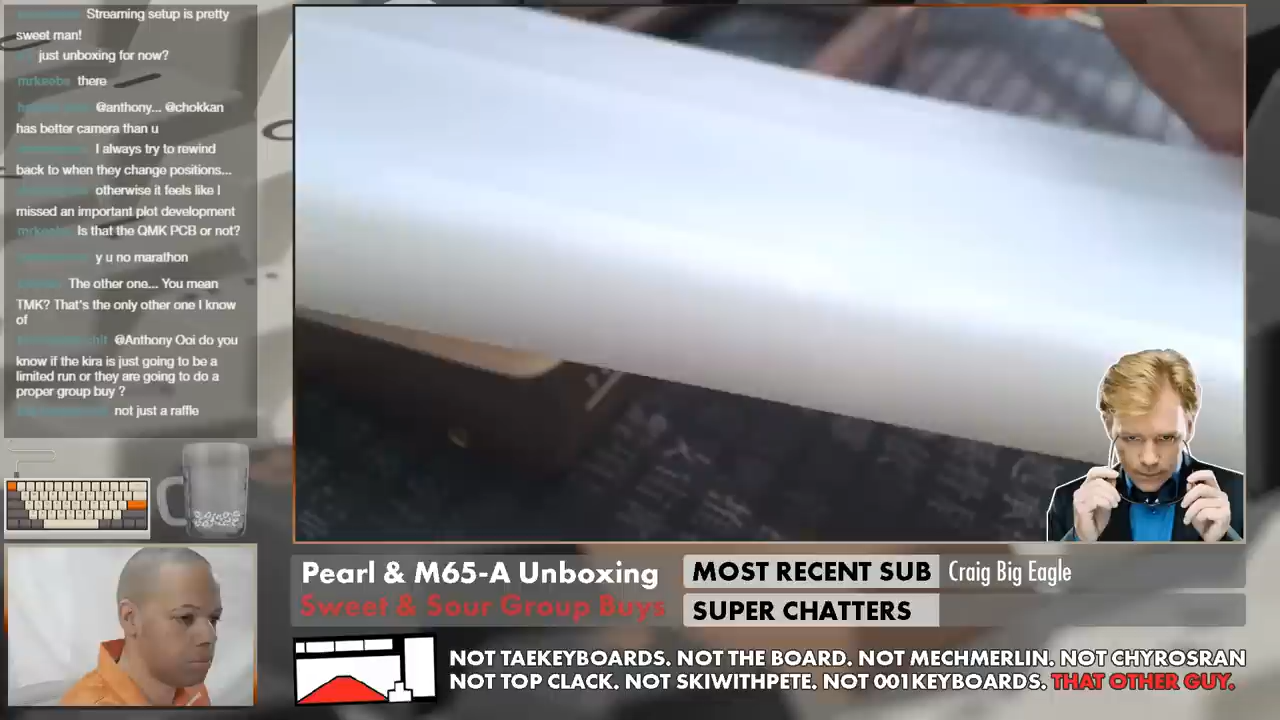 Streaming setup is pretty
sweet man!
just unboxing for now?
mrkeebs there
@anthony... @chokkan
has better camera than u
I always try to rewind
back to when they change positions...
otherwise it feels like I
missed an important plot development
mrkeebs Is that the QMK PCB or not?
y u no marathon
The other one... You mean
TMK? That's the only other one I know
of
@Anthony Ooi do you
know if the kira is just going to be a
limited run or they are going to do a
proper group buy ?
not just a raffle
Pearl & M65-A Unboxing
Sweet & Sour Group Buys
MOST RECENT SUB Craig Big Eagle
SUPER CHATTERS
NOT TAEKEYBOARDS. NOT THE BOARD. NOT MECHMERLIN. NOT CHYROSRAN
NOT TOP CLACK. NOT SKIWITHPETE. NOT 001KEYBOARDS. THAT OTHER GUY.